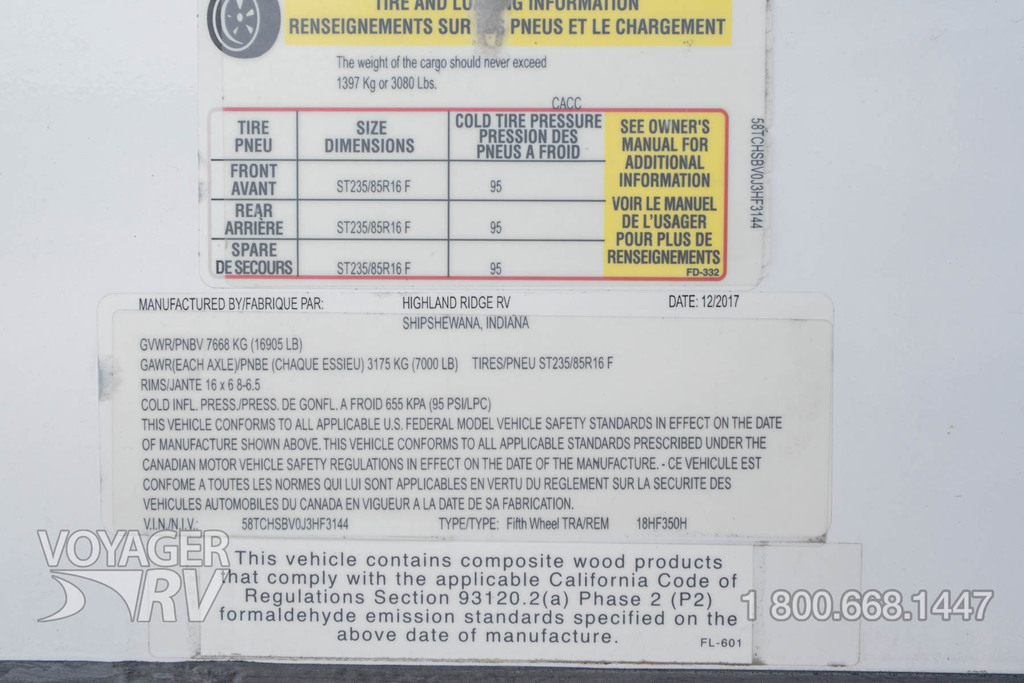 TIRE AND LOADING INFORMATION
RENSEIGNEMENTS SUR PNEUS ET LE CHARGEMENT
The weight of the cargo should never exceed
1397 Kg or 3080 Lbs.
CACC
TIRE PNEU SIZE DIMENSIONS COLD TIRE PRESSURE PRESSION DES PNEUS A FROID
FRONT AVANT ST235/85R16 F 95
REAR ARRIÈRE ST235/85R16 F 95
SPARE DE SECOURS ST235/85R16 F 95
SEE OWNER'S
MANUAL FOR
ADDITIONAL
INFORMATION
VOIR LE MANUEL
DE L'USAGER
POUR PLUS DE
RENSEIGNEMENTS
FD-332
58TCHSBV0J3HF3144
MANUFACTURED BY/FABRIQUE PAR: HIGHLAND RIDGE RV DATE: 12/2017
SHIPSHEWANA, INDIANA
GVWR/PNBV 7668 KG (16905 LB)
GAWR(EACH AXLE)/PNBE (CHAQUE ESSIEU) 3175 KG (7000 LB) TIRES/PNEU ST235/85R16 F
RIMS/JANTE 16 x 6 8-6.5
COLD INFL. PRESS./PRESS. DE GONFL. A FROID 655 KPA (95 PSI/LPC)
THIS VEHICLE CONFORMS TO ALL APPLICABLE U.S. FEDERAL MODEL VEHICLE SAFETY STANDARDS IN EFFECT ON THE DATE
OF MANUFACTURE SHOWN ABOVE. THIS VEHICLE CONFORMS TO ALL APPLICABLE STANDARDS PRESCRIBED UNDER THE
CANADIAN MOTOR VEHICLE SAFETY REGULATIONS IN EFFECT ON THE DATE OF THE MANUFACTURE. - CE VEHICULE EST
CONFOME A TOUTES LES NORMES QUI LUI SONT APPLICABLES EN VERTU DU REGLEMENT SUR LA SECURITE DES
VEHICULES AUTOMOBILES DU CANADA EN VIGUEUR A LA DATE DE SA FABRICATION.
V.I.N./N.I.V.: 58TCHSBV0J3HF3144 TYPE/TYPE: Fifth Wheel TRA/REM 18HF350H
This vehicle contains composite wood products
that comply with the applicable California Code of
Regulations Section 93120.2(a) Phase 2 (P2)
formaldehyde emission standards specified on the
above date of manufacture.
FL-601
VOYAGER
RV
1 800.668.1447